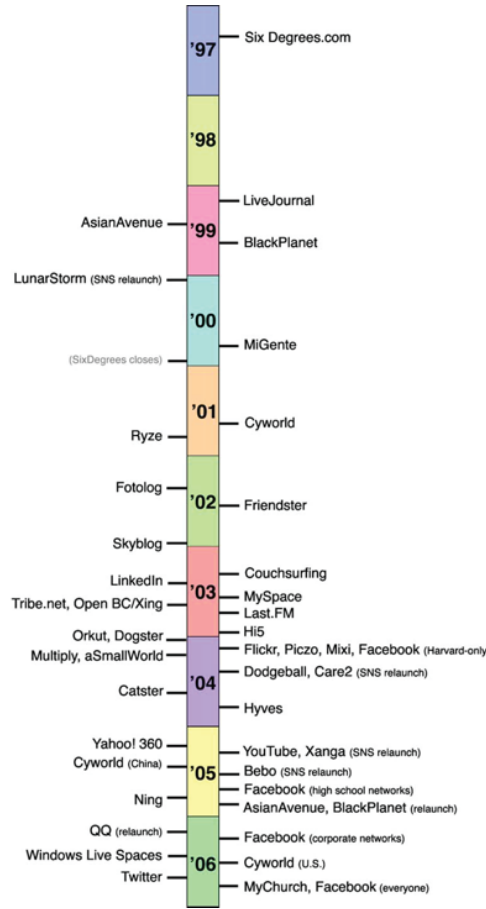 Six Degrees.com
'97
'98
LiveJournal
AsianAvenue
'99
BlackPlanet
LunarStorm (SNS relaunch)
'00
MiGente
(SixDegrees closes)
'01
Cyworld
Ryze
Fotolog
'02
Friendster
Skyblog
Couchsurfing
LinkedIn
'03
MySpace
Tribe.net, Open BC/Xing
Last.FM
Hi5
Orkut, Dogster
Flickr, Piczo, Mixi, Facebook (Harvard-only
Multiply, aSmallWorld
Dodgeball, Care2 (SNS relaunch)
'04
Catster
Hyves
Yahoo! 360
YouTube, Xanga (SNS relaunch)
Cyworld (China)
Bebo (SNS relaunch)
'05
Facebook (high school networks)
Ning
AsianAvenue, BlackPlanet (relaunch)
QQ (relaunch)
Facebook (corporate networks)
Windows Live Spaces
'06
Cyworld (U.S.)
Twitter
MyChurch, Facebook (everyone)